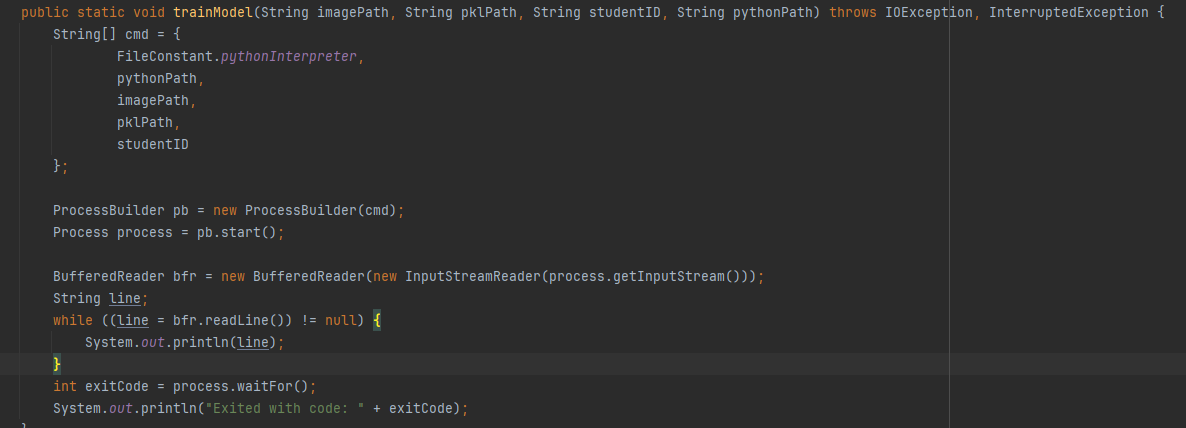 public static void trainModel(String imagePath, String pklPath, String studentID, String pythonPath) throws IOException, InterruptedException {
    String[] cmd = {
            FileConstant.pythonInterpreter,
            pythonPath,
            imagePath,
            pklPath,
            studentID
    };

    ProcessBuilder pb = new ProcessBuilder(cmd);
    Process process = pb.start();

    BufferedReader bfr = new BufferedReader(new InputStreamReader(process.getInputStream()));
    String line;
    while ((line = bfr.readLine()) != null) {
        System.out.println(line);
    }
    int exitCode = process.waitFor();
    System.out.println("Exited with code: " + exitCode);
}